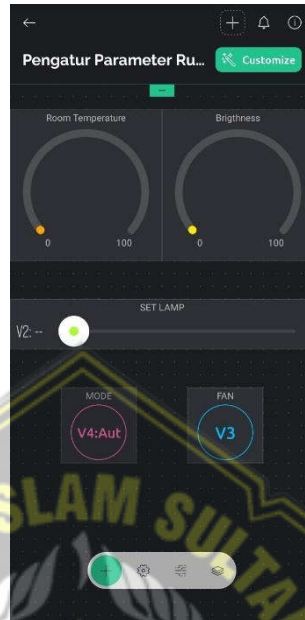 Pengatur Parameter Ru...
Customize
Room Temperature
Brigthness
0
100
0
100
SET LAMP
V2: --
MODE
FAN
V4:Aut
V3
ISLAM SULTA